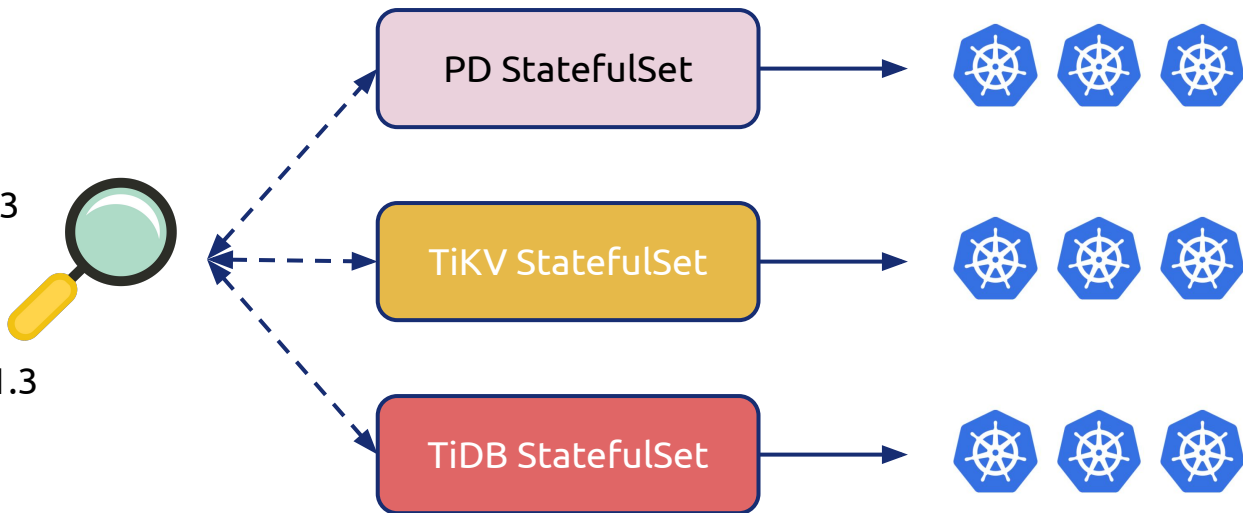 PD StatefulSet
3
TiKV StatefulSet
.3
TiDB StatefulSet